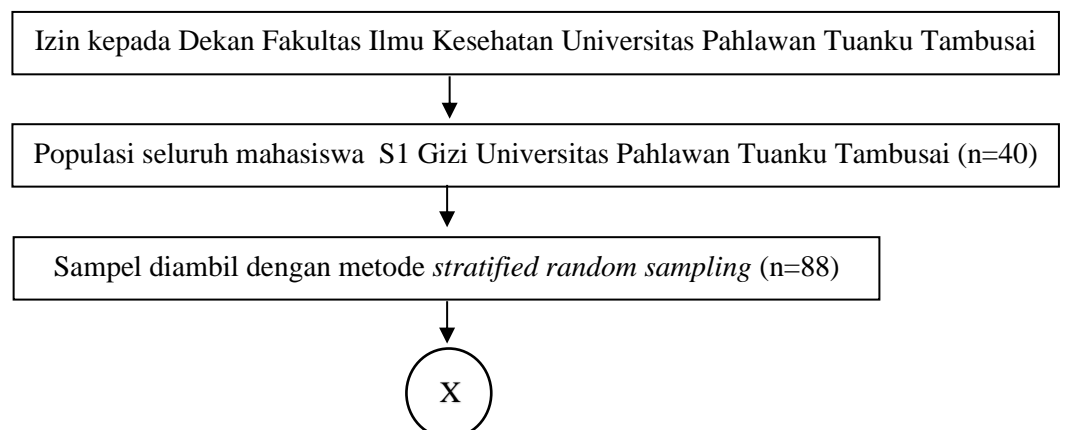 Izin kepada Dekan Fakultas Ilmu Kesehatan Universitas Pahlawan Tuanku Tambusai
Populasi seluruh mahasiswa S1 Gizi Universitas Pahlawan Tuanku Tambusai (n=40)
Sampel diambil dengan metode stratified random sampling (n=88)
X